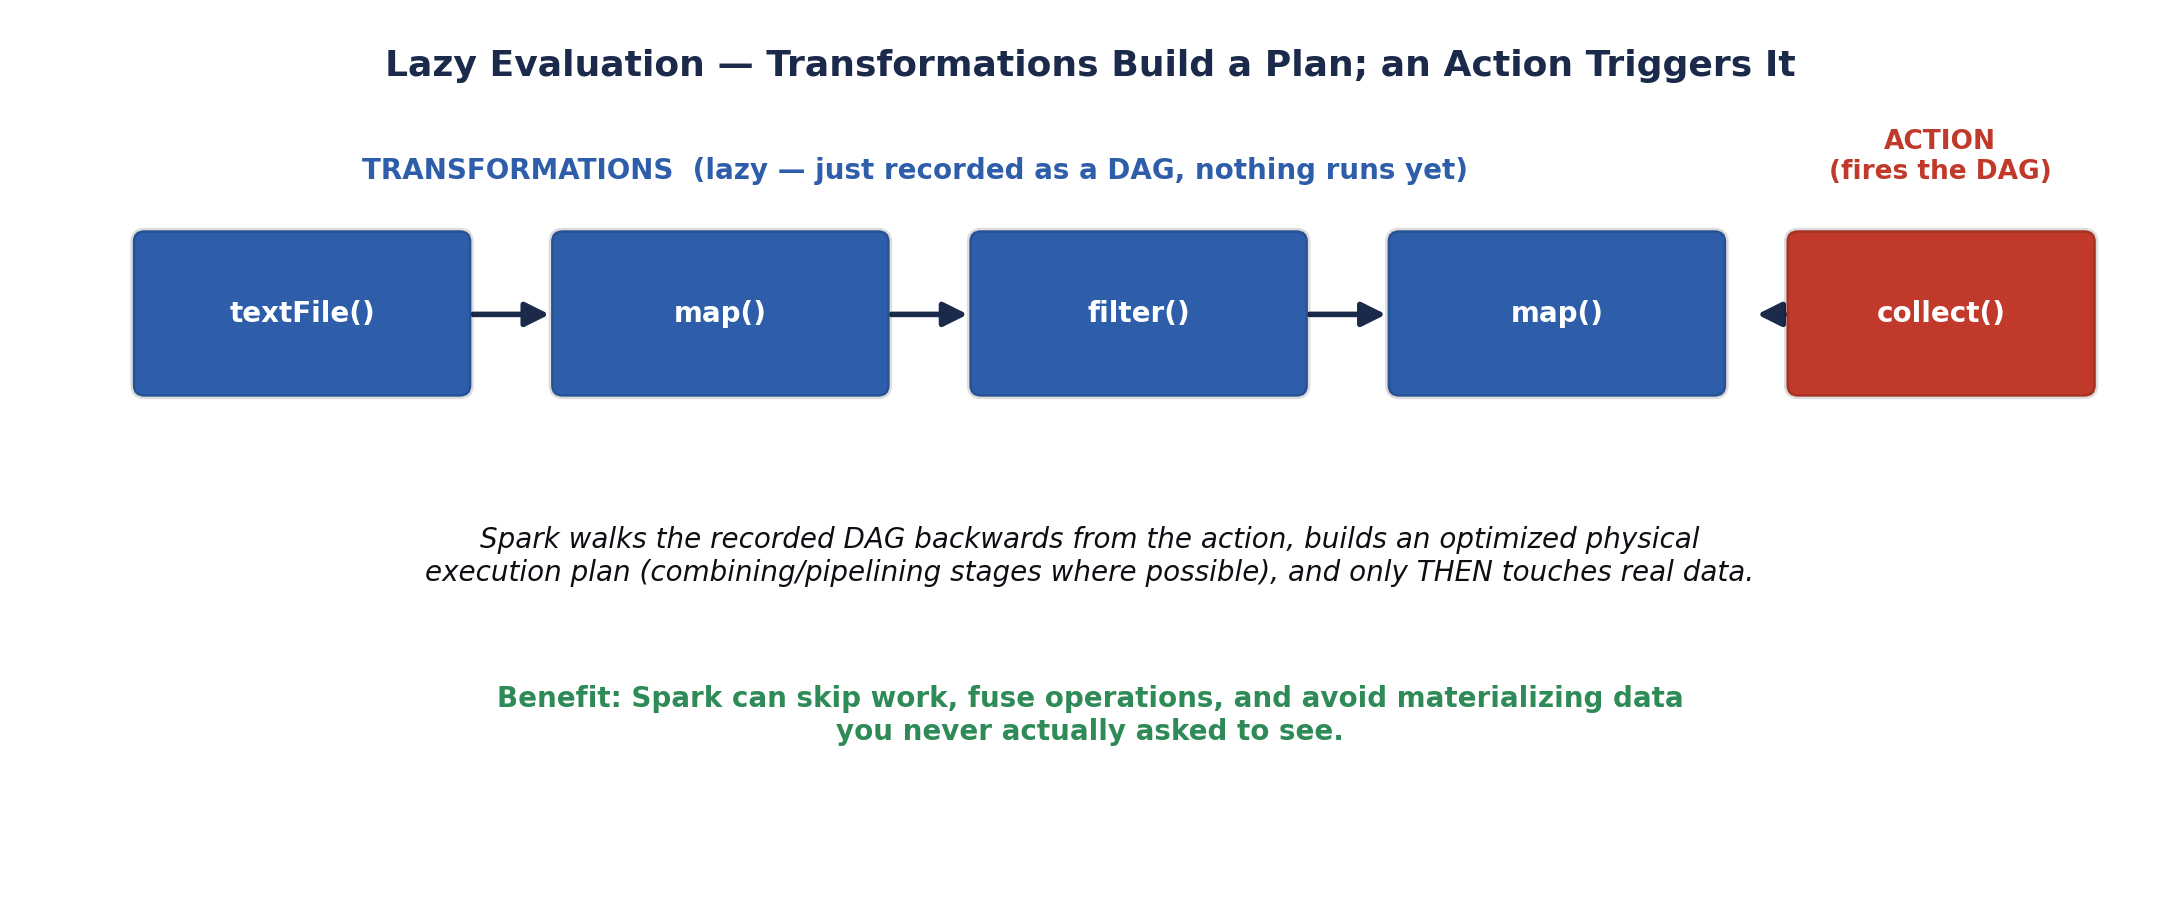 Lazy Evaluation — Transformations Build a Plan; an Action Triggers It
ACTION
(fires the DAG)
TRANSFORMATIONS  (lazy — just recorded as a DAG, nothing runs yet)
textFile()
map()
filter()
map()
collect()
Spark walks the recorded DAG backwards from the action, builds an optimized physical
execution plan (combining/pipelining stages where possible), and only THEN touches real data.
Benefit: Spark can skip work, fuse operations, and avoid materializing data
you never actually asked to see.